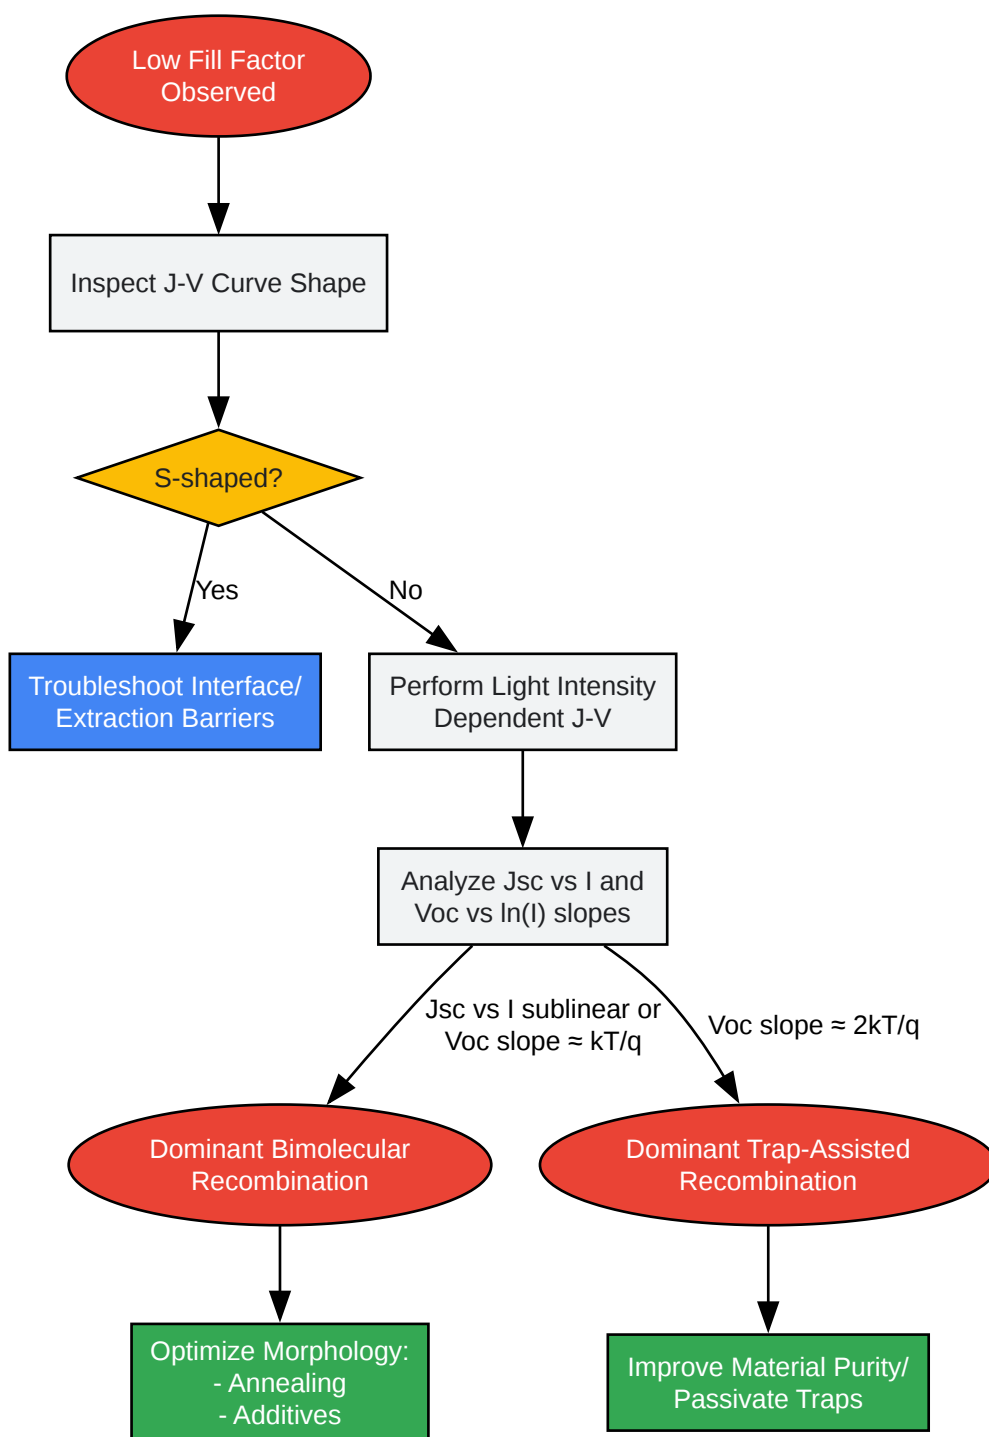 Low Fill Factor
Observed
Inspect J-V Curve Shape
S-shaped?
Yes
No
Troubleshoot Interface/
Extraction Barriers
Perform Light Intensity
Dependent J-V
Analyze Jsc vs I and
Voc vs ln(I) slopes
Jsc vs I sublinear or
Voc slope ≈ kT/q
Voc slope ≈ 2kT/q
Dominant Bimolecular
Recombination
Dominant Trap-Assisted
Recombination
Optimize Morphology:
- Annealing
- Additives
Improve Material Purity/
Passivate Traps